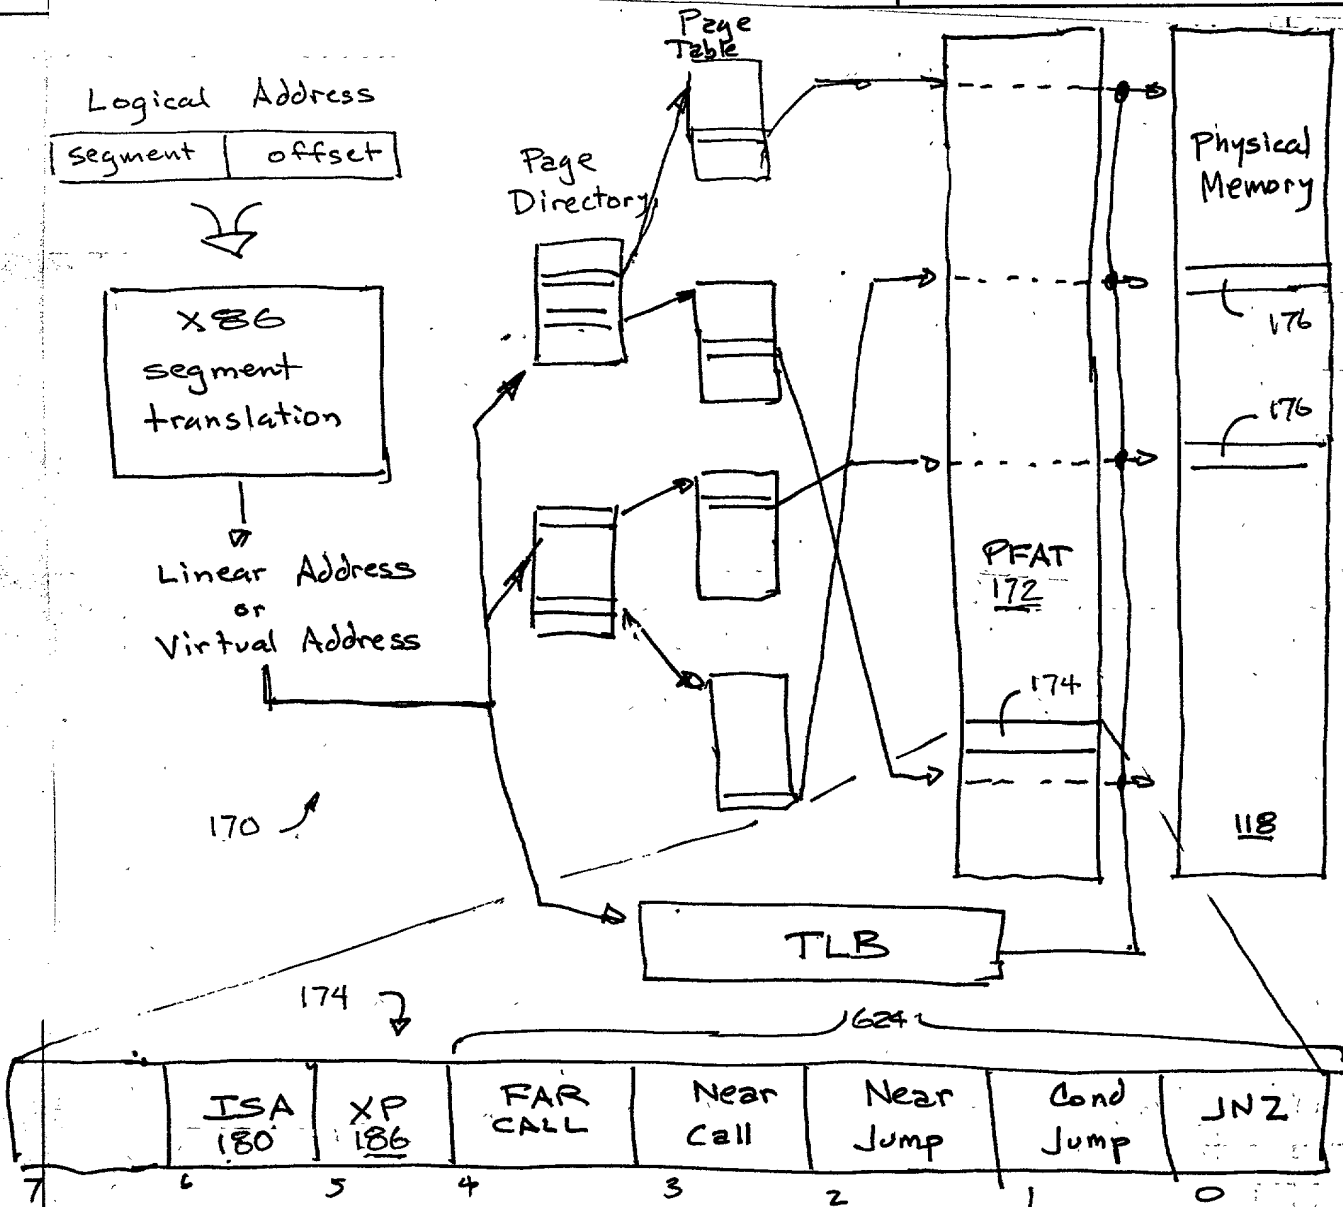 Logical Address
segment offset
X86
segment
translation
Linear Address
or
Virtual Address
170
Page
Directory
Page
Table
PFAT
172
174
Physical
Memory
176
176
118
TLB
174
624
ISA
180
XP
186
FAR
CALL
Near
Call
Near
Jump
Cond
Jump
JNZ
7 6 5 4 3 2 1 0